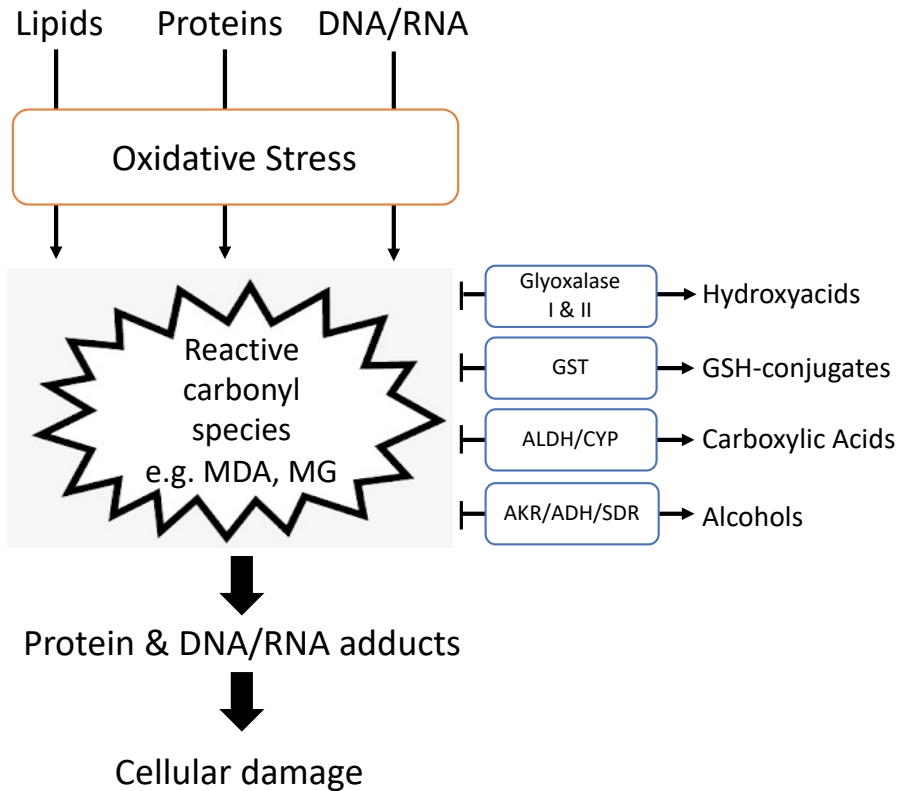 Lipids Proteins DNA/RNA
Oxidative Stress
Reactive
carbonyl
species
e.g. MDA, MG
Glyoxalase
I & II
Hydroxyacids
GST
GSH-conjugates
ALDH/CYP
Carboxylic Acids
AKR/ADH/SDR
Alcohols
Protein & DNA/RNA adducts
Cellular damage